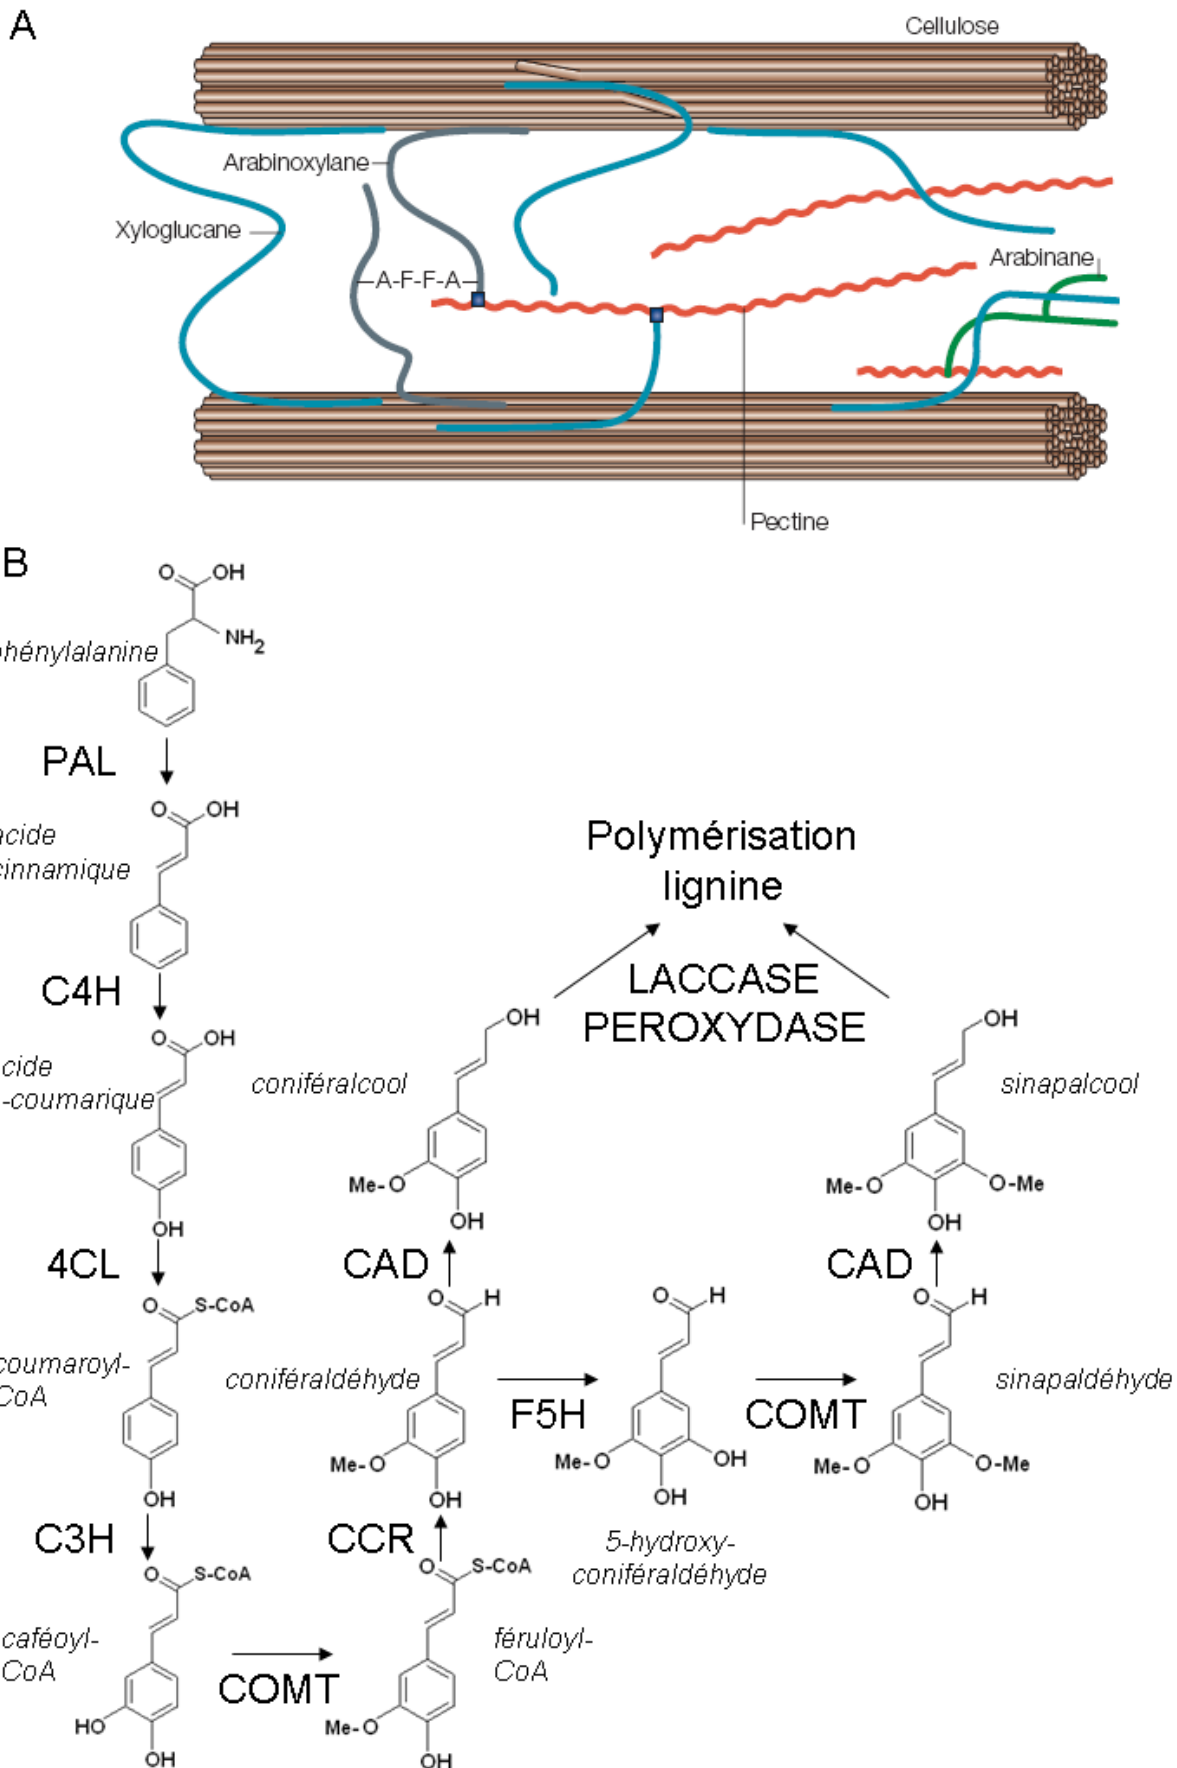 A
Cellulose
Arabinoxylane
Xyloglucane
A-F-F-A
Arabinane
Pectine
B
O
OH
NH2
phénylalanine
PAL
O
OH
acide
cinnamique
C4H
O
OH
cide
-coumarique
OH
4CL
O
S-CoA
coumaroyl-
CoA
OH
C3H
O
S-CoA
caféoyl-
CoA
HO
OH
COMT
O
S-CoA
féruloyl-
CoA
Me-O
OH
CCR
O
H
coniféraldéhyde
Me-O
OH
CAD
OH
coniféralcool
Me-O
OH
F5H
O
H
Me-O
OH
OH
5-hydroxy-
coniféraldéhyde
COMT
O
H
sinapaldéhyde
Me-O
O-Me
OH
CAD
OH
sinapalcool
Me-O
O-Me
OH
Polymérisation
lignine
LACCASE
PEROXYDASE